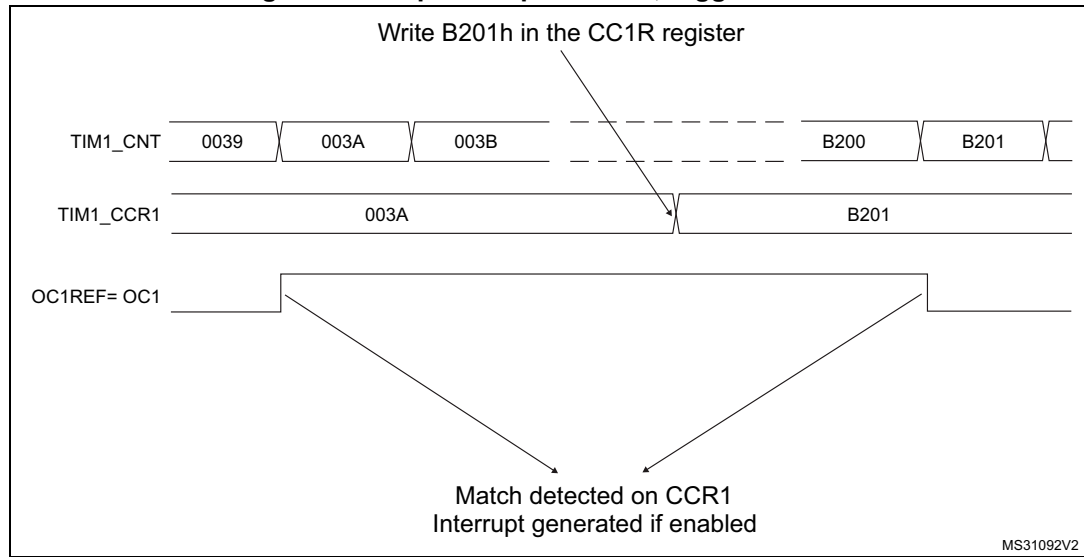 Write B201h in the CC1R register
TIM1_CNT 0039 003A 003B B200 B201
TIM1_CCR1 003A B201
OC1REF= OC1
Match detected on CCR1
Interrupt generated if enabled
MS31092V2